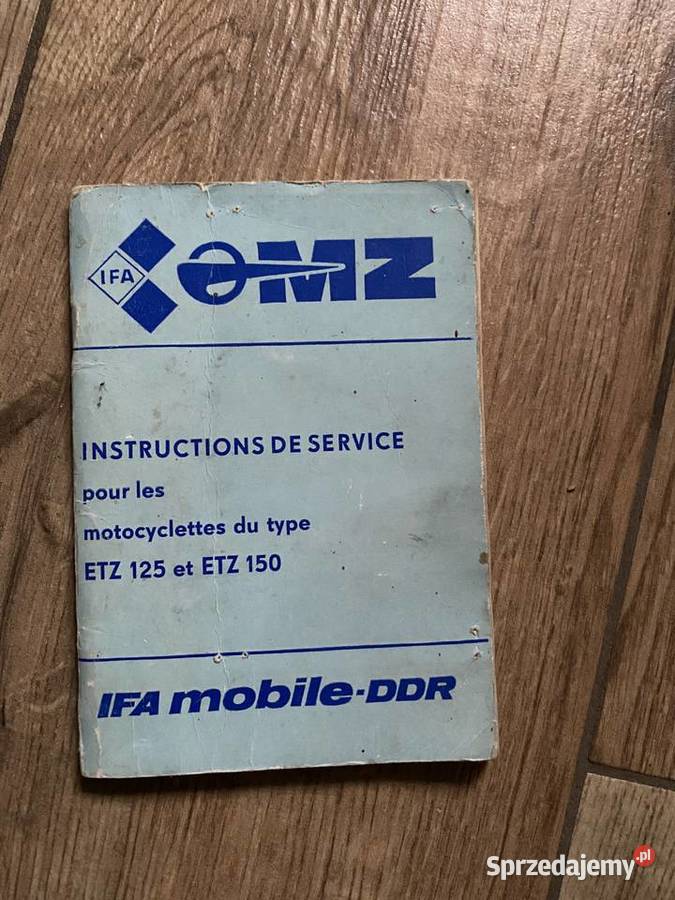 IFA
MZ
INSTRUCTIONS DE SERVICE
pour les
motocyclettes du type
ETZ 125 et ETZ 150
IFA mobile-DDR
Sprzedajemy.pl